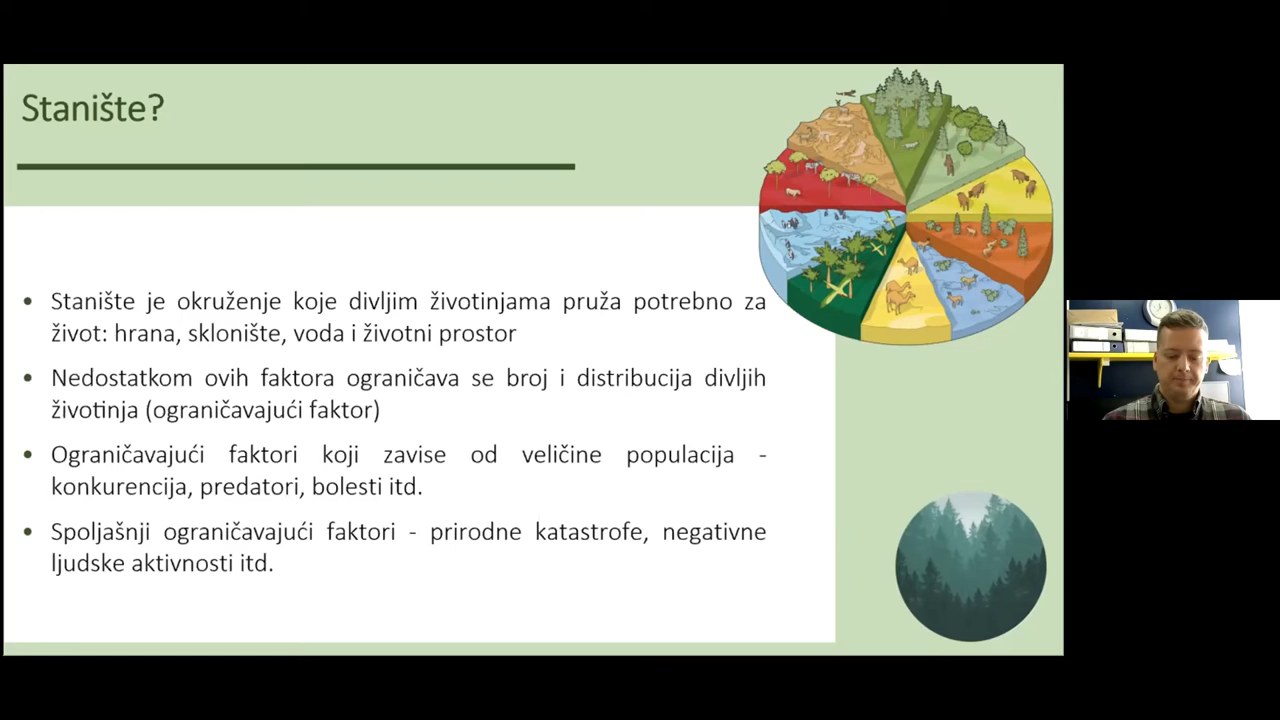 Stanište?
• Stanište je okruženje koje divljim životinjama pruža potrebno za
život: hrana, sklonište, voda i životni prostor
• Nedostatkom ovih faktora ograničava se broj i distribucija divljih
životinja (ograničavajući faktor)
• Ograničavajući faktori koji zavise od veličine populacija -
konkurencija, predatori, bolesti itd.
• Spoljašnji ograničavajući faktori - prirodne katastrofe, negativne
ljudske aktivnosti itd.